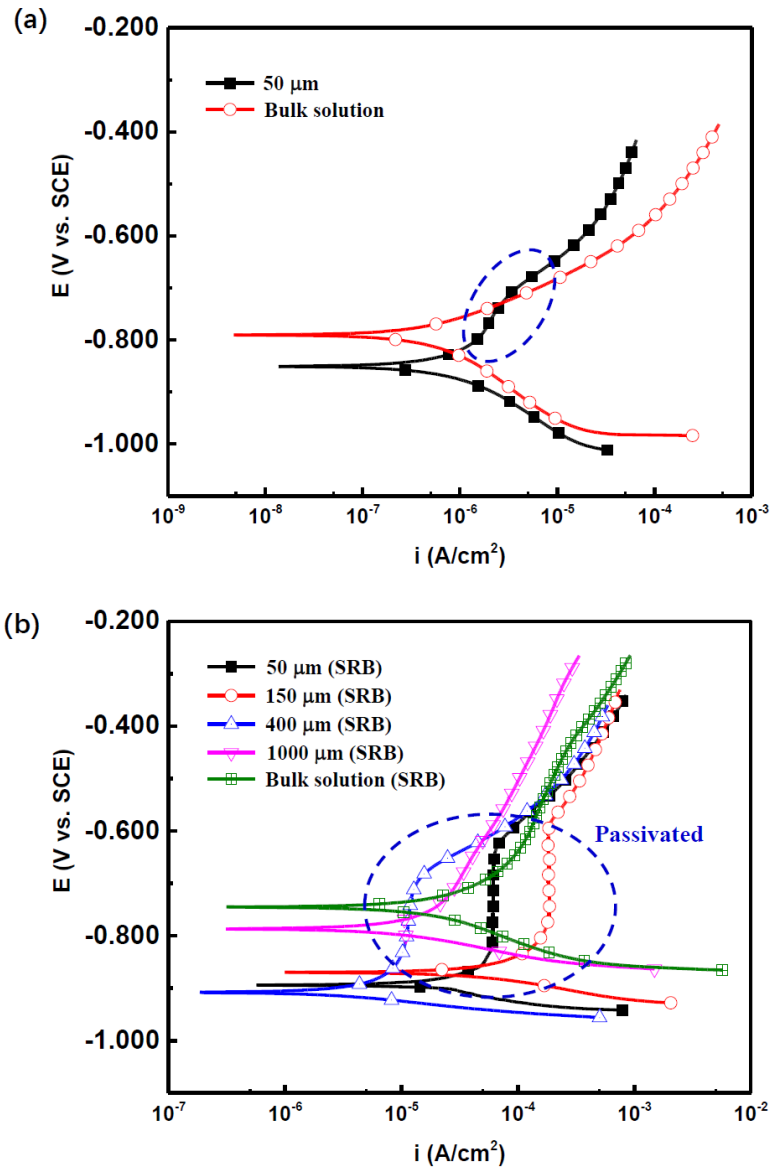 (a)
-0.200
-0.400
-0.600
-0.800
-1.000
E (V vs. SCE)
50 μm
Bulk solution
10⁻⁹ 10⁻⁸ 10⁻⁷ 10⁻⁶ 10⁻⁵ 10⁻⁴ 10⁻³
i (A/cm²)
(b)
-0.200
-0.400
-0.600
-0.800
-1.000
E (V vs. SCE)
50 μm (SRB)
150 μm (SRB)
400 μm (SRB)
1000 μm (SRB)
Bulk solution (SRB)
Passivated
10⁻⁷ 10⁻⁶ 10⁻⁵ 10⁻⁴ 10⁻³ 10⁻²
i (A/cm²)